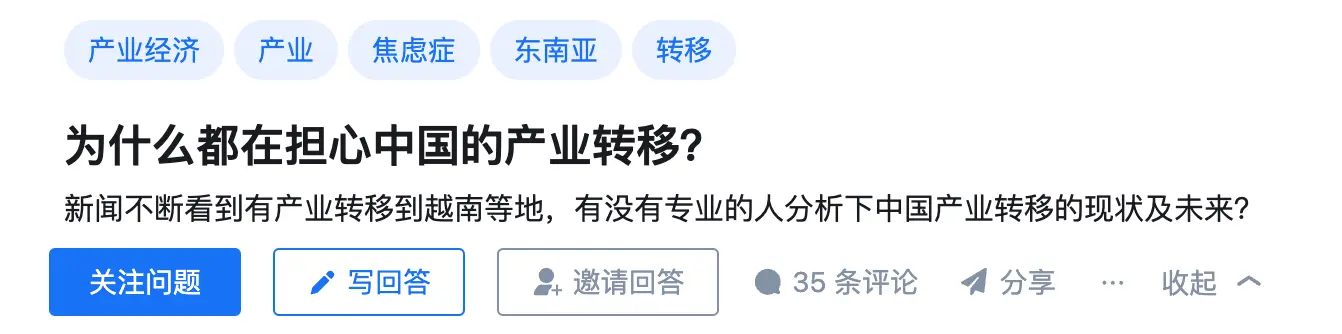 产业经济 产业 焦虑症 东南亚 转移
为什么都在担心中国的产业转移？
新闻不断看到有产业转移到越南等地，有没有专业的人分析下中国产业转移的现状及未来？
关注问题 写回答 邀请回答 35 条评论 分享 ··· 收起